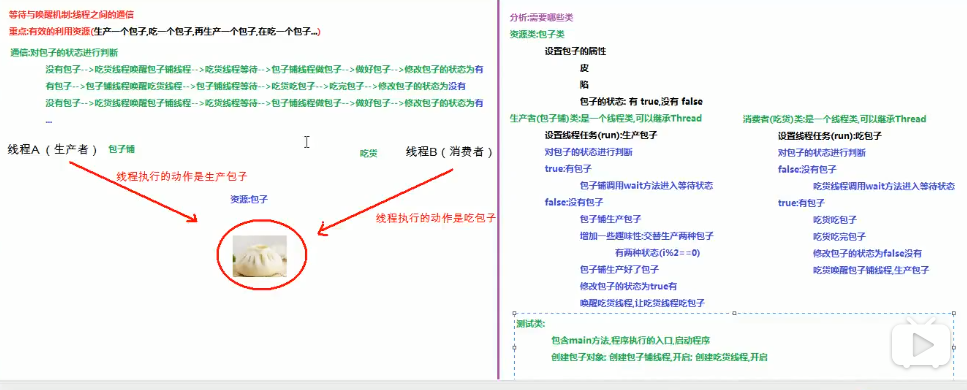 等待与唤醒机制:线程之间的通信
重点:有效的利用资源(生产一个包子,吃一个包子,再生产一个包子,在吃一个包子...)
通信:对包子的状态进行判断
没有包子-->吃货线程唤醒包子铺线程-->吃货线程等待-->包子铺线程做包子-->做好包子-->修改包子的状态为有
有包子-->包子铺线程唤醒吃货线程-->包子铺线程等待-->吃货吃包子-->吃完包子-->修改包子的状态为没有
没有包子-->吃货线程唤醒包子铺线程-->吃货线程等待-->包子铺线程做包子-->做好包子-->修改包子的状态为有
...
线程A（生产者） 包子铺
吃货 线程B（消费者）
线程执行的动作是生产包子
资源:包子
线程执行的动作是吃包子
分析:需要哪些类
资源类:包子类
设置包子的属性
皮
陷
包子的状态: 有 true,没有 false
生产者(包子铺)类:是一个线程类,可以继承Thread
设置线程任务(run):生产包子
对包子的状态进行判断
true:有包子
包子铺调用wait方法进入等待状态
false:没有包子
包子铺生产包子
增加一些趣味性:交替生产两种包子
有两种状态(i%2==0)
包子铺生产好了包子
修改包子的状态为true有
唤醒吃货线程,让吃货线程吃包子
消费者(吃货)类:是一个线程类,可以继承Thread
设置线程任务(run):吃包子
对包子的状态进行判断
false:没有包子
吃货线程调用wait方法进入等待状态
true:有包子
吃货吃包子
吃货吃完包子
修改包子的状态为false没有
吃货唤醒包子铺线程,生产包子
测试类:
包含main方法,程序执行的入口,启动程序
创建包子对象; 创建包子铺线程,开启; 创建吃货线程,开启